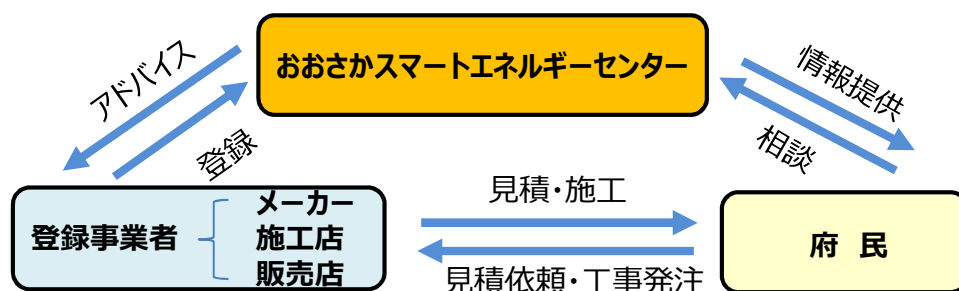 おおさかスマートエネルギーセンター
アドバイス
登録
情報提供
相談
登録事業者
メーカー
施工店
販売店
見積・施工
見積依頼・工事発注
府 民